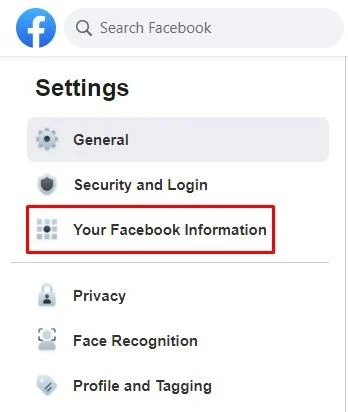 Search Facebook
Settings
General
Security and Login
Your Facebook Information
Privacy
Face Recognition
Profile and Tagging